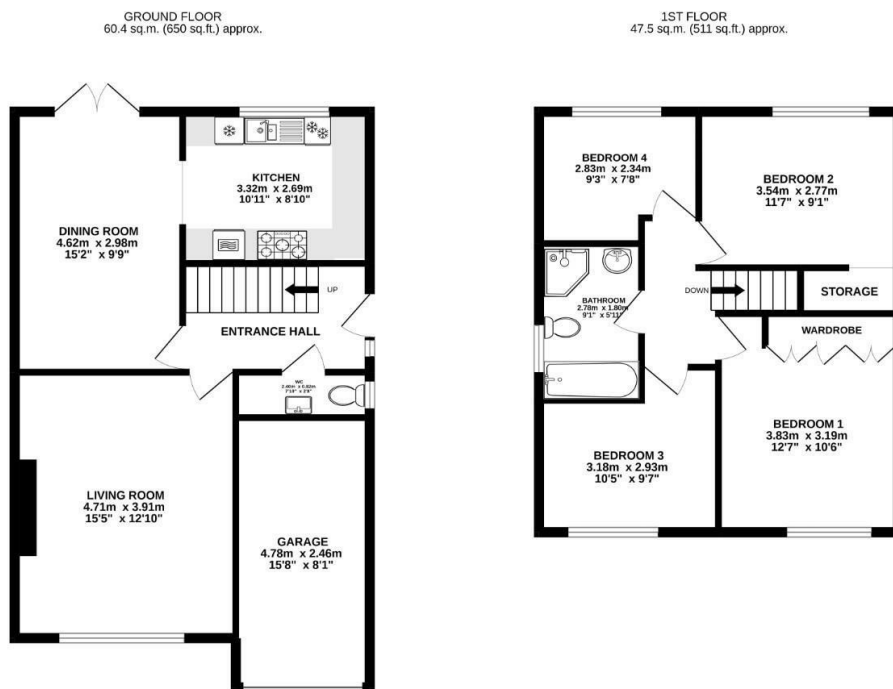 GROUND FLOOR
60.4 sq.m. (650 sq.ft.) approx.
1ST FLOOR
47.5 sq.m. (511 sq.ft.) approx.
KITCHEN
3.32m x 2.69m
10'11" x 8'10"
DINING ROOM
4.62m x 2.98m
15'2" x 9'9"
UP
ENTRANCE HALL
WC
LIVING ROOM
4.71m x 3.91m
15'5" x 12'10"
GARAGE
4.78m x 2.46m
15'8" x 8'1"
BEDROOM 4
2.83m x 2.34m
9'3" x 7'8"
BEDROOM 2
3.54m x 2.77m
11'7" x 9'1"
BATHROOM
2.78m x 1.80m
9'1" x 5'11"
DOWN
STORAGE
WARDROBE
BEDROOM 1
3.83m x 3.19m
12'7" x 10'6"
BEDROOM 3
3.18m x 2.93m
10'5" x 9'7"